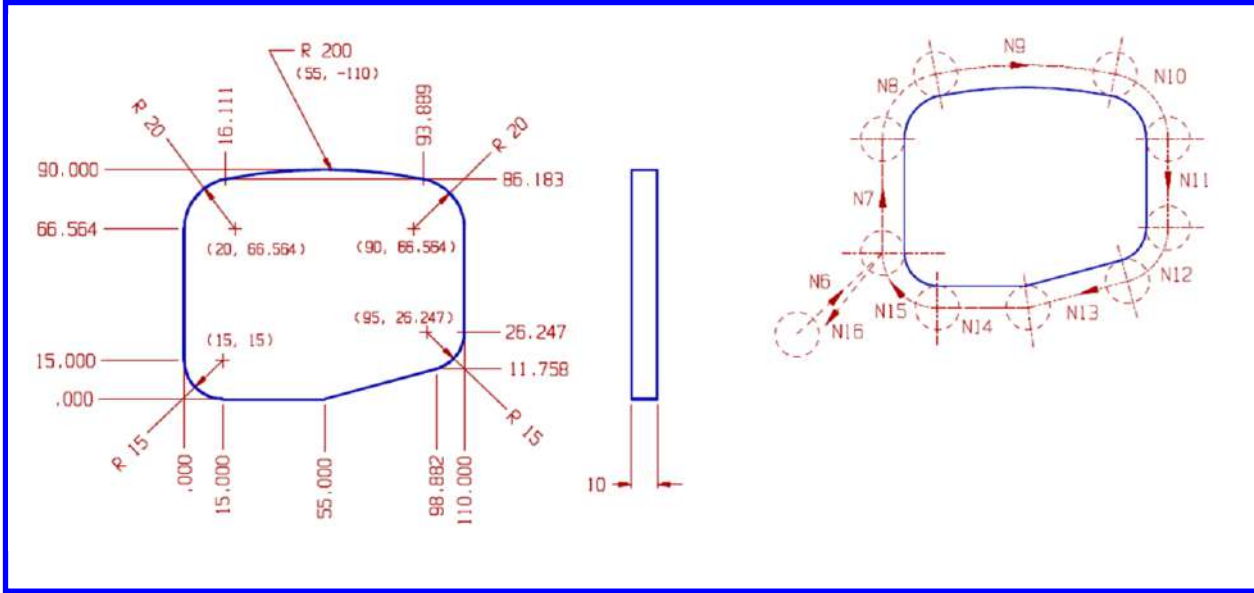 R 200
(55, -110)
R 20
16.111
93.889
R 20
90.000
86.183
66.564
(20, 66.564)
(90, 66.564)
(95, 26.247)
(15, 15)
26.247
15.000
11.758
.000
R 15
R 15
.000
15.000
55.000
98.882
110.000
10
N9
N8
N10
N7
N11
N6
N12
N16
N15
N14
N13